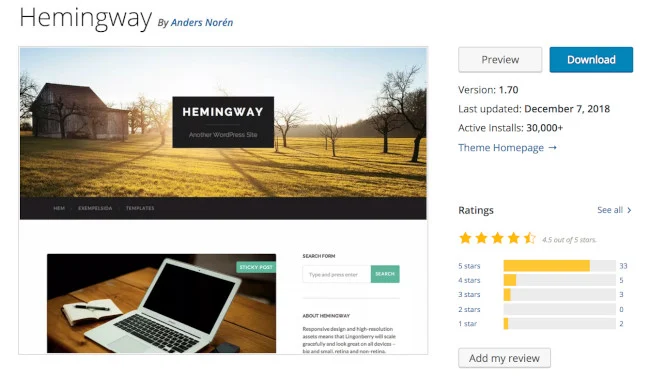 Hemingway By Anders Norén
HEMINGWAY
Another WordPress Site
HEM
EXEMPELSIDA
TEMPLATES
STICKY POST
SEARCH FORM
Type and press enter
SEARCH
ABOUT HEMINGWAY
Responsive design and high-resolution
assets means that Lingonberry will scale
gracefully and look great on all devices –
big and small, retina and non-retina.
Preview
Download
Version: 1.70
Last updated: December 7, 2018
Active Installs: 30,000+
Theme Homepage →
Ratings
See all >
4.5 out of 5 stars.
5 stars 33
4 stars 5
3 stars 3
2 stars 0
1 star 2
Add my review